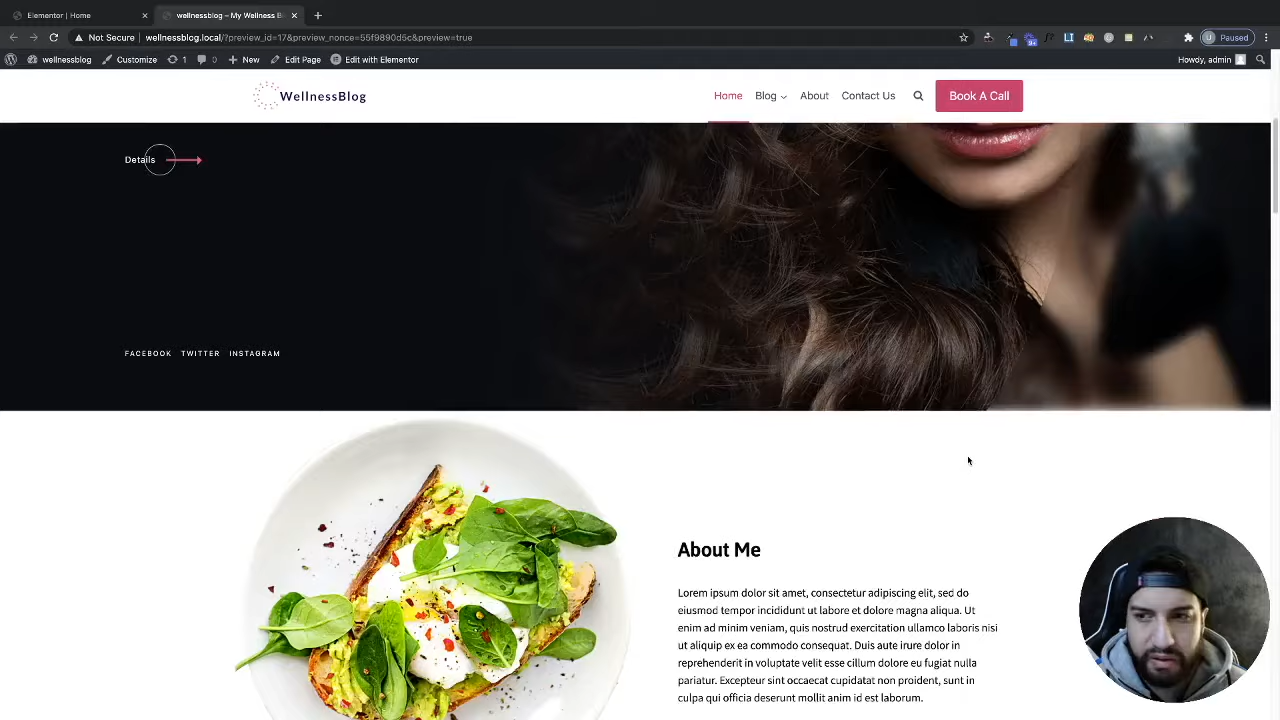 Elementor | Home
wellnessblog – My Wellness B
Not Secure
wellnessblog.local/?preview_id=17&preview_nonce=55f9890d5c&preview=true
Paused
wellnessblog
Customize
1
0
New
Edit Page
Edit with Elementor
Howdy, admin
WellnessBlog
Home
Blog
About
Contact Us
Book A Call
Details
FACEBOOK TWITTER INSTAGRAM
About Me
Lorem ipsum dolor sit amet, consectetur adipiscing elit, sed do
eiusmod tempor incididunt ut labore et dolore magna aliqua. Ut
enim ad minim veniam, quis nostrud exercitation ullamco laboris nisi
ut aliquip ex ea commodo consequat. Duis aute irure dolor in
reprehenderit in voluptate velit esse cillum dolore eu fugiat nulla
pariatur. Excepteur sint occaecat cupidatat non proident, sunt in
culpa qui officia deserunt mollit anim id est laborum.